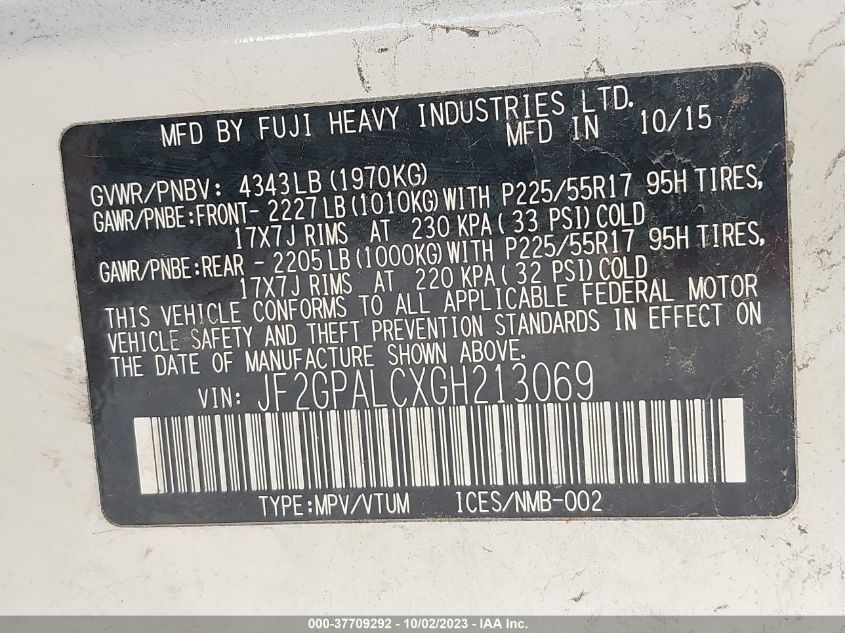 MFD BY FUJI HEAVY INDUSTRIES LTD.
MFD IN 10/15
GVWR/PNBV: 4343LB (1970KG)
GAWR/PNBE:FRONT- 2227LB (1010KG) WITH P225/55R17 95H TIRES,
17X7J RIMS AT 230 KPA ( 33 PSI) COLD
GAWR/PNBE:REAR - 2205LB (1000KG) WITH P225/55R17 95H TIRES,
17X7J RIMS AT 220 KPA ( 32 PSI) COLD
THIS VEHICLE CONFORMS TO ALL APPLICABLE FEDERAL MOTOR
VEHICLE SAFETY AND THEFT PREVENTION STANDARDS IN EFFECT ON
THE DATE OF MANUFACTURE SHOWN ABOVE.
VIN: JF2GPALCXGH213069
TYPE:MPV/VTUM ICES/NMB-002
000-37709292 - 10/02/2023 - IAA Inc.